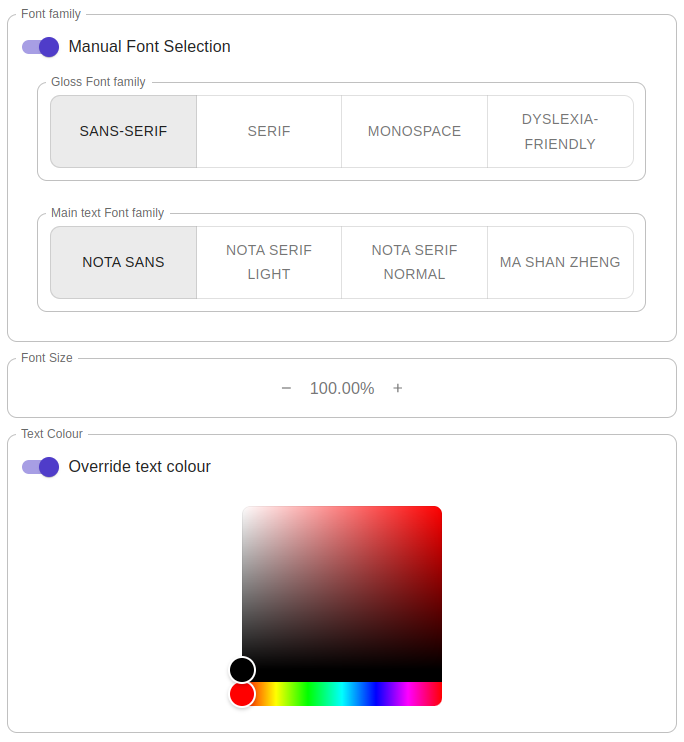 Font family
Manual Font Selection
Gloss Font family
SANS-SERIF
SERIF
MONOSPACE
DYSLEXIA-
FRIENDLY
Main text Font family
NOTA SANS
NOTA SERIF
LIGHT
NOTA SERIF
NORMAL
MA SHAN ZHENG
Font Size
− 100.00% +
Text Colour
Override text colour